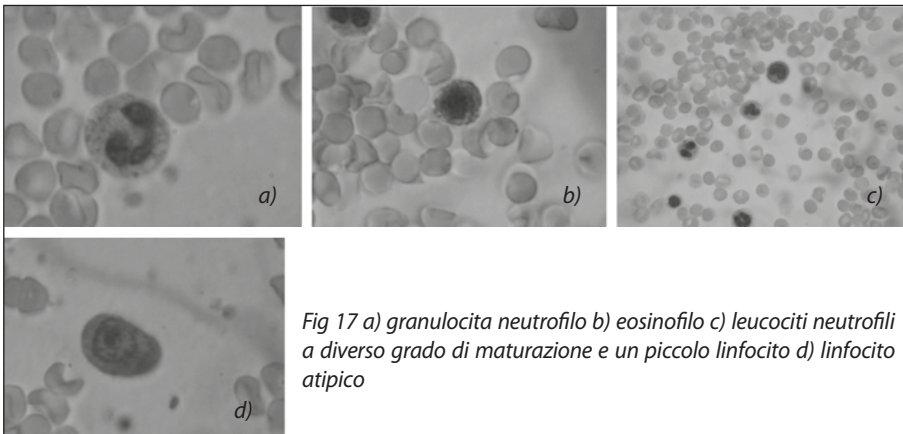 a)
b)
c)
d)
Fig 17 a) granulocita neutrofilo b) eosinofilo c) leucociti neutrofili
a diverso grado di maturazione e un piccolo linfocito d) linfocito
atipico